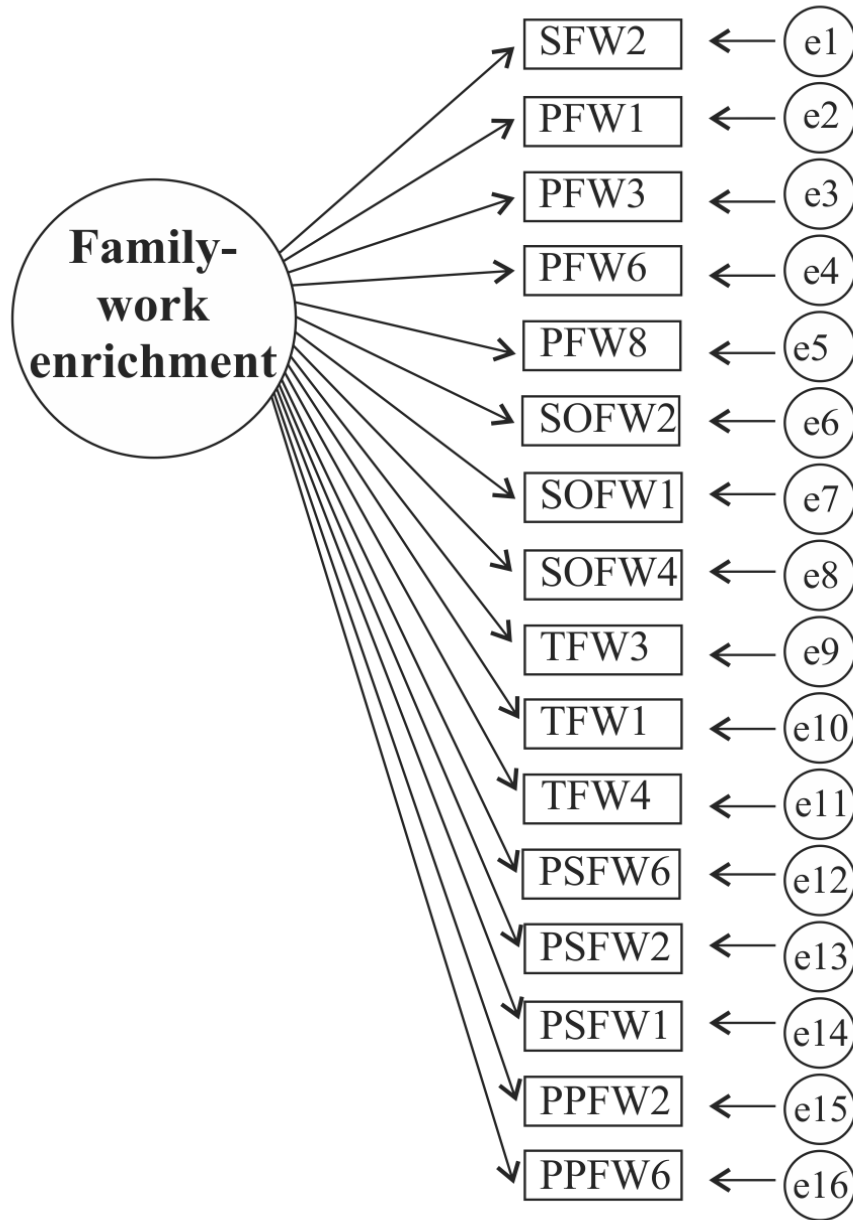 Family-
work
enrichment
SFW2
e1
PFW1
e2
PFW3
e3
PFW6
e4
PFW8
e5
SOFW2
e6
SOFW1
e7
SOFW4
e8
TFW3
e9
TFW1
e10
TFW4
e11
PSFW6
e12
PSFW2
e13
PSFW1
e14
PPFW2
e15
PPFW6
e16